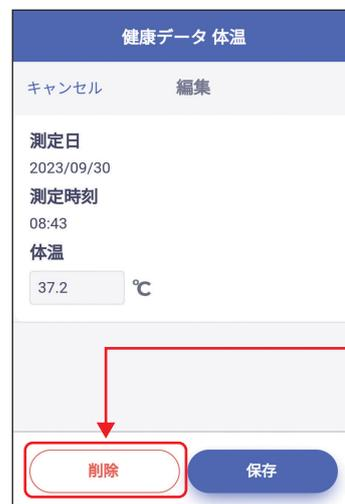 健康データ 体温
キャンセル 編集
測定日
2023/09/30
測定時刻
08:43
体温
37.2 ℃
削除 保存